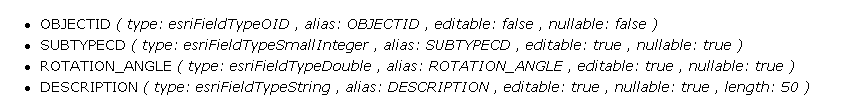 • OBJECTID ( type: esriFieldTypeOID , alias: OBJECTID , editable: false , nullable: false )
• SUBTYPECD ( type: esriFieldTypeSmallInteger , alias: SUBTYPECD , editable: true , nullable: true )
• ROTATION_ANGLE ( type: esriFieldTypeDouble , alias: ROTATION_ANGLE , editable: true , nullable: true )
• DESCRIPTION ( type: esriFieldTypeString , alias: DESCRIPTION , editable: true , nullable: true , length: 50 )